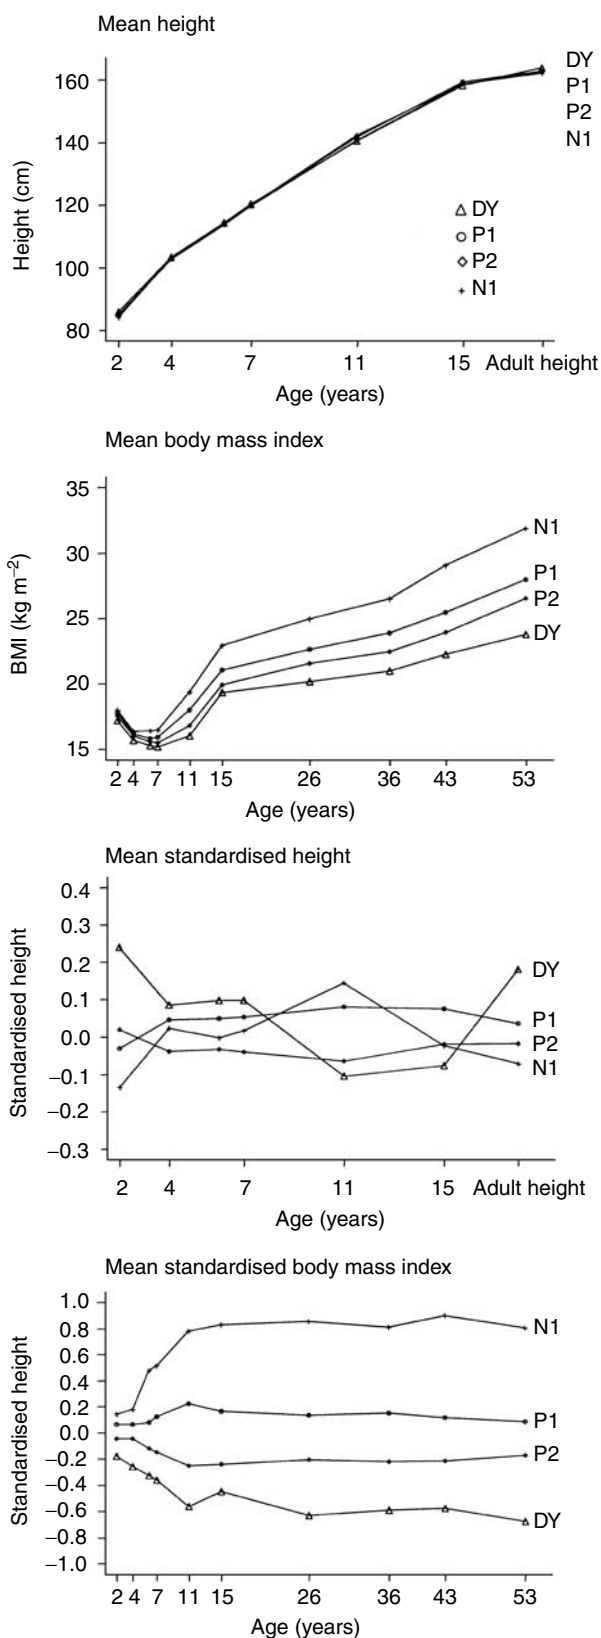 Mean height
160
140
120
100
80
Height (cm)
DY
P1
P2
N1
DY
P1
P2
N1
2 4 7 11 15 Adult height
Age (years)
Mean body mass index
35
30
25
20
15
BMI (kg m⁻²)
N1
P1
P2
DY
2 4 7 11 15 26 36 43 53
Age (years)
Mean standardised height
0.4
0.3
0.2
0.1
0.0
−0.1
−0.2
−0.3
Standardised height
DY
P1
P2
N1
2 4 7 11 15 Adult height
Age (years)
Mean standardised body mass index
1.0
0.8
0.6
0.4
0.2
0.0
−0.2
−0.4
−0.6
−0.8
−1.0
Standardised height
N1
P1
P2
DY
2 4 7 11 15 26 36 43 53
Age (years)